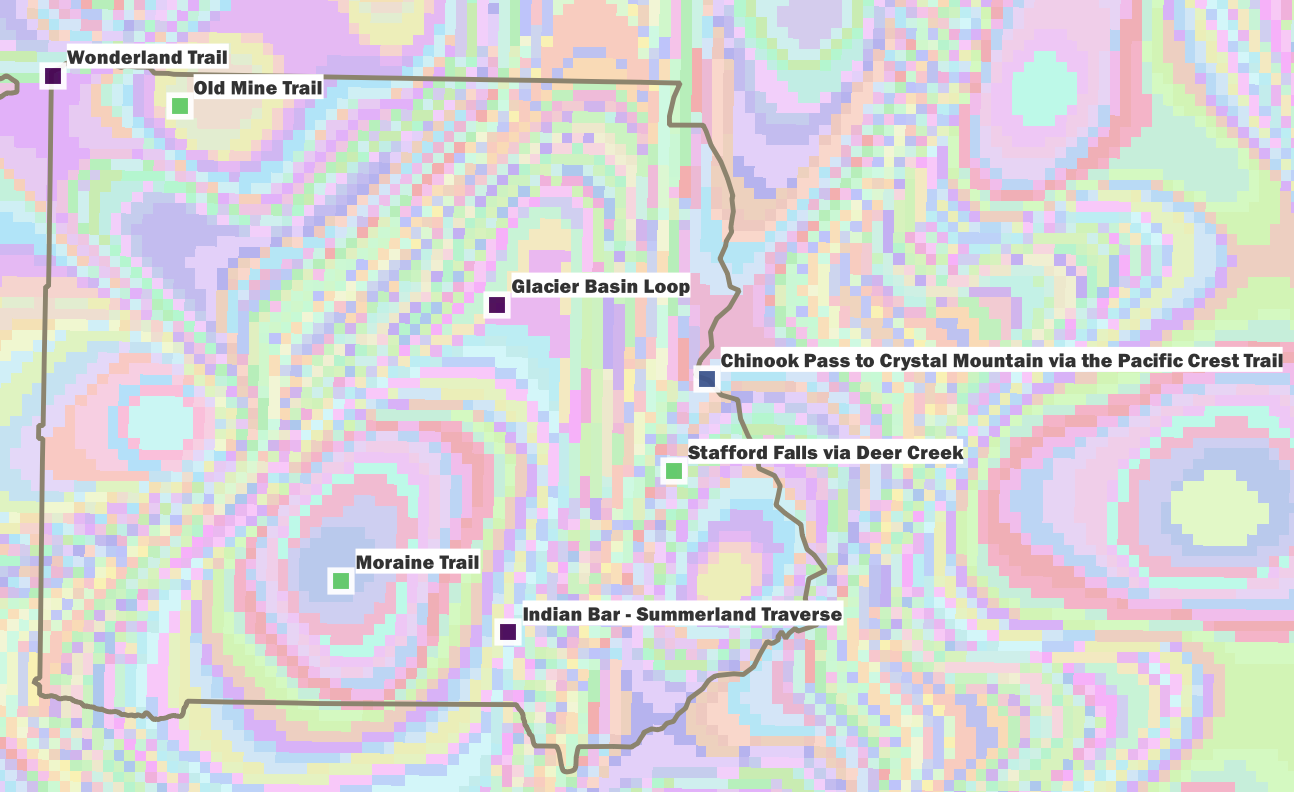 Wonderland Trail
Old Mine Trail
Glacier Basin Loop
Chinook Pass to Crystal Mountain via the Pacific Crest Trail
Stafford Falls via Deer Creek
Moraine Trail
Indian Bar - Summerland Traverse